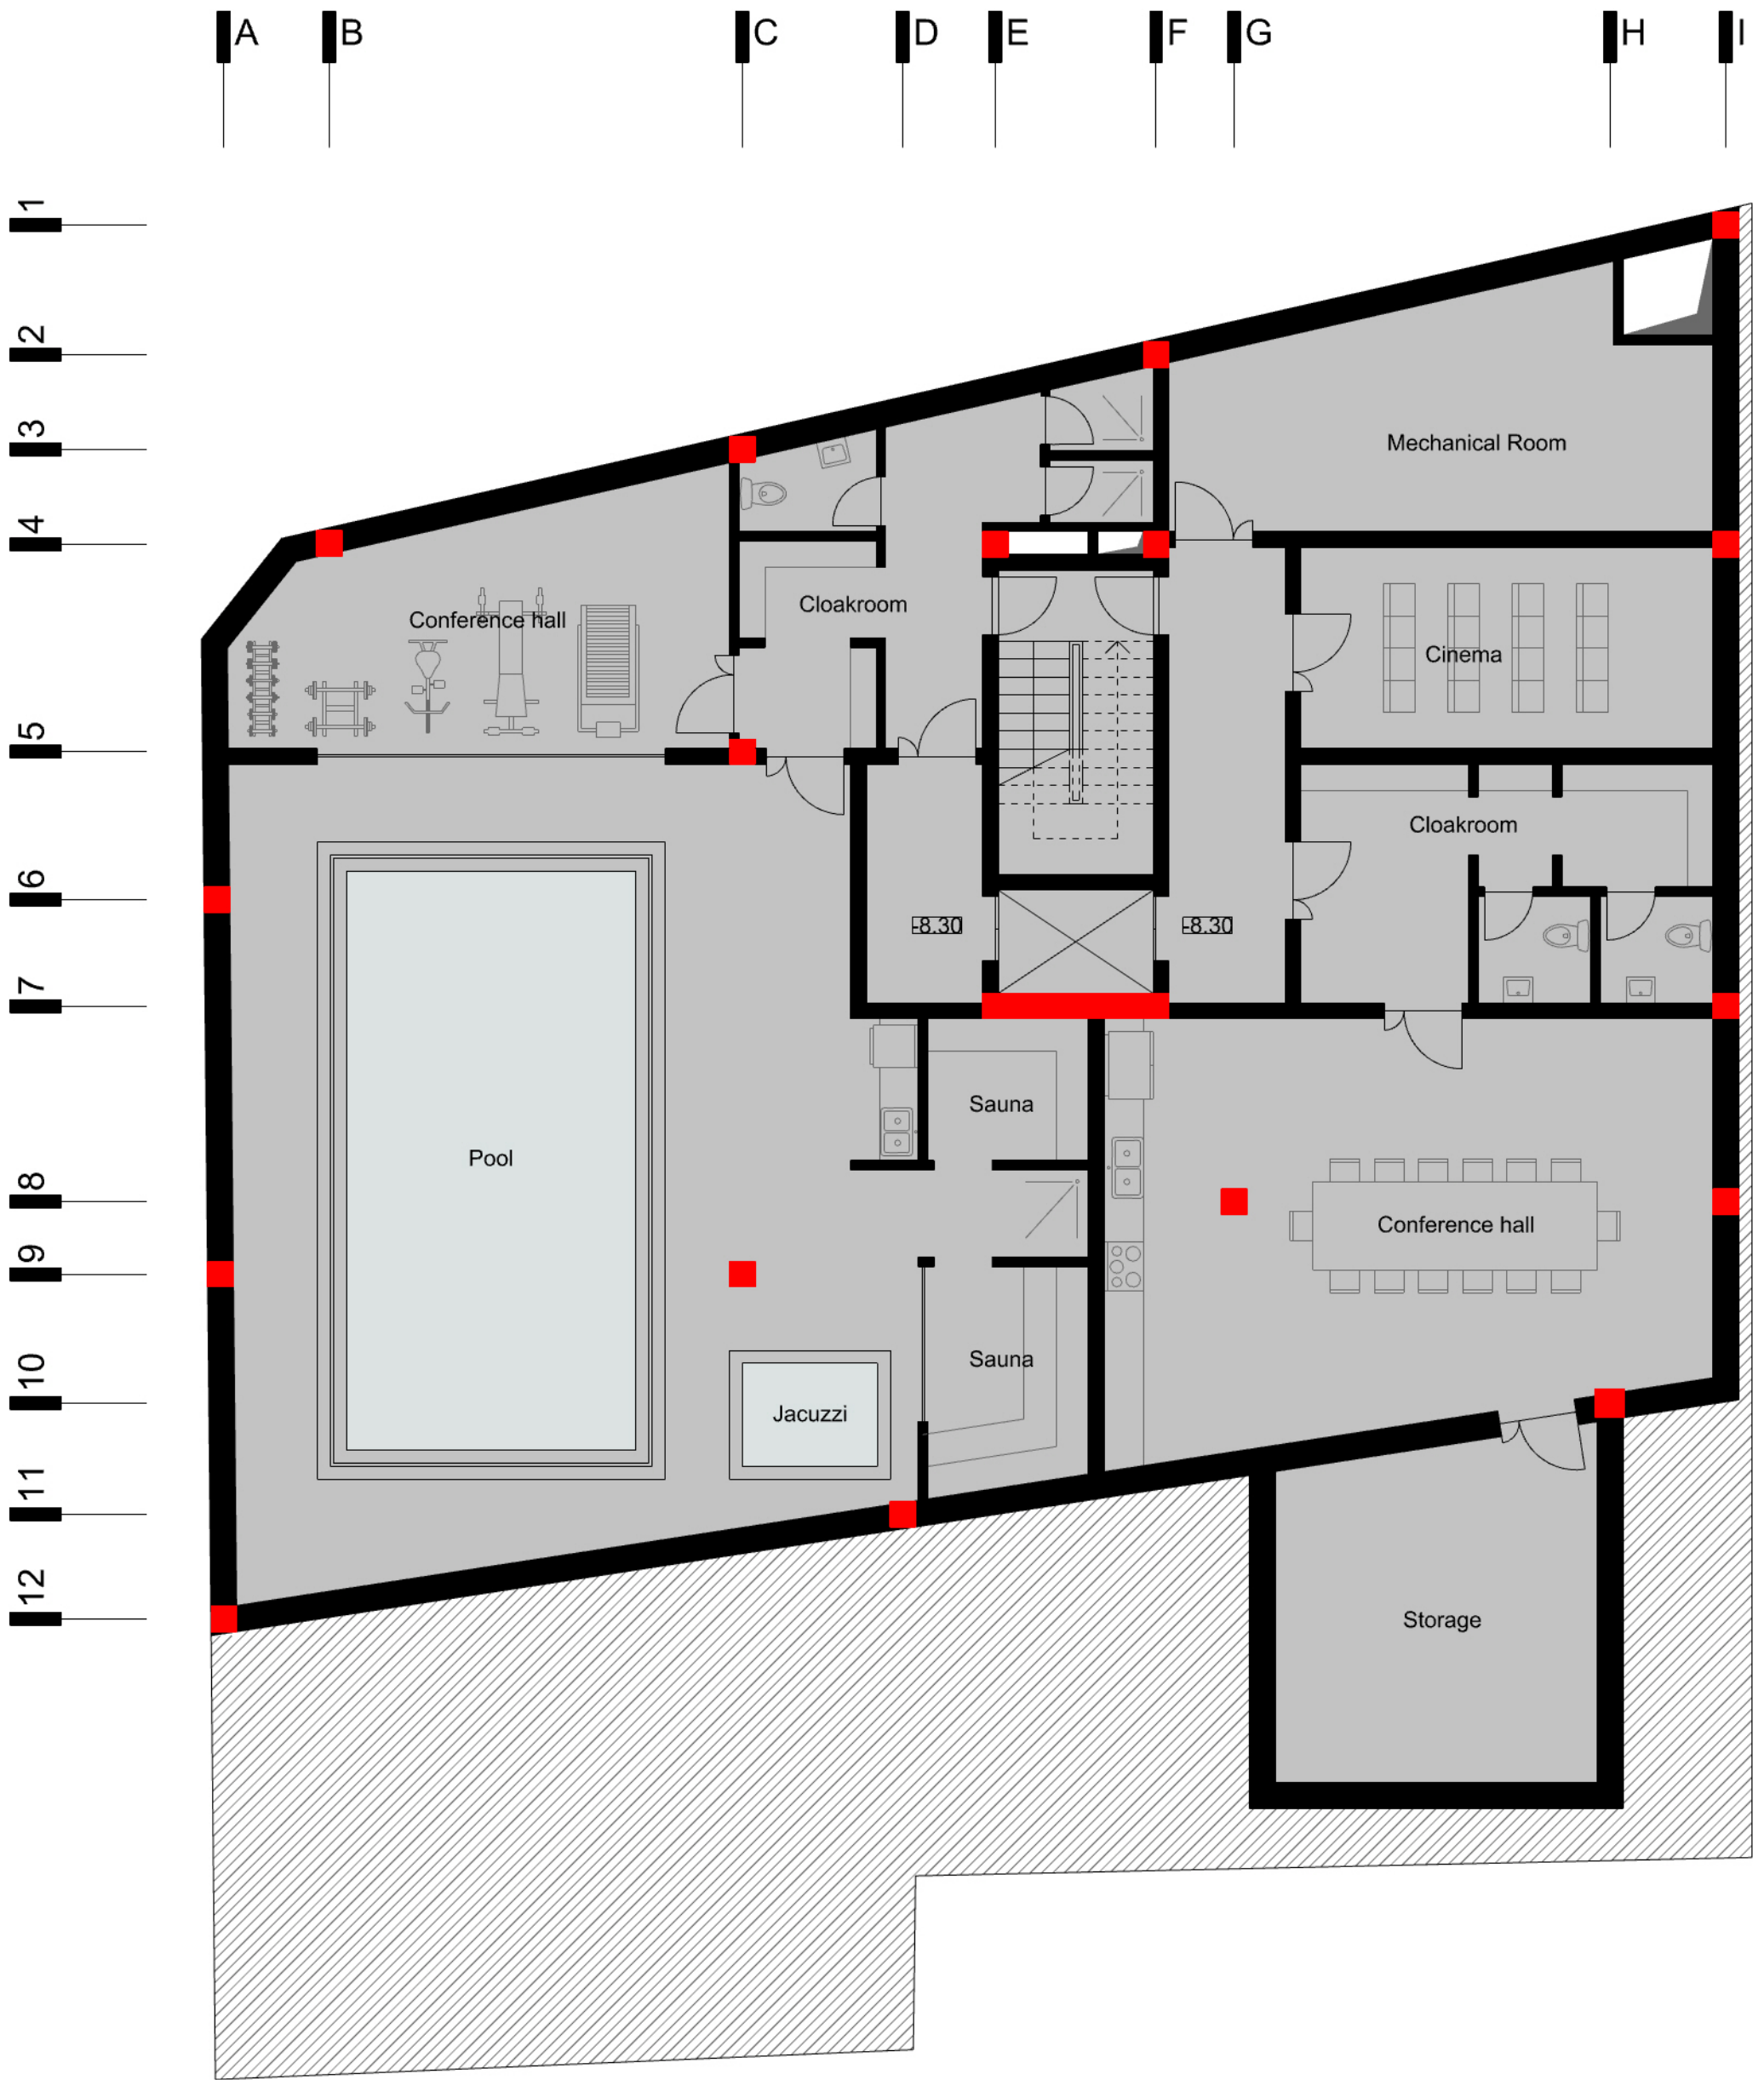 A B C D E F G H I
1
2
3
Mechanical Room
4
Cloakroom
Conference hall
Cinema
5
Cloakroom
6
-8.30 -8.30
7
Sauna
Pool
8
Conference hall
9
Sauna
10
Jacuzzi
11
12
Storage